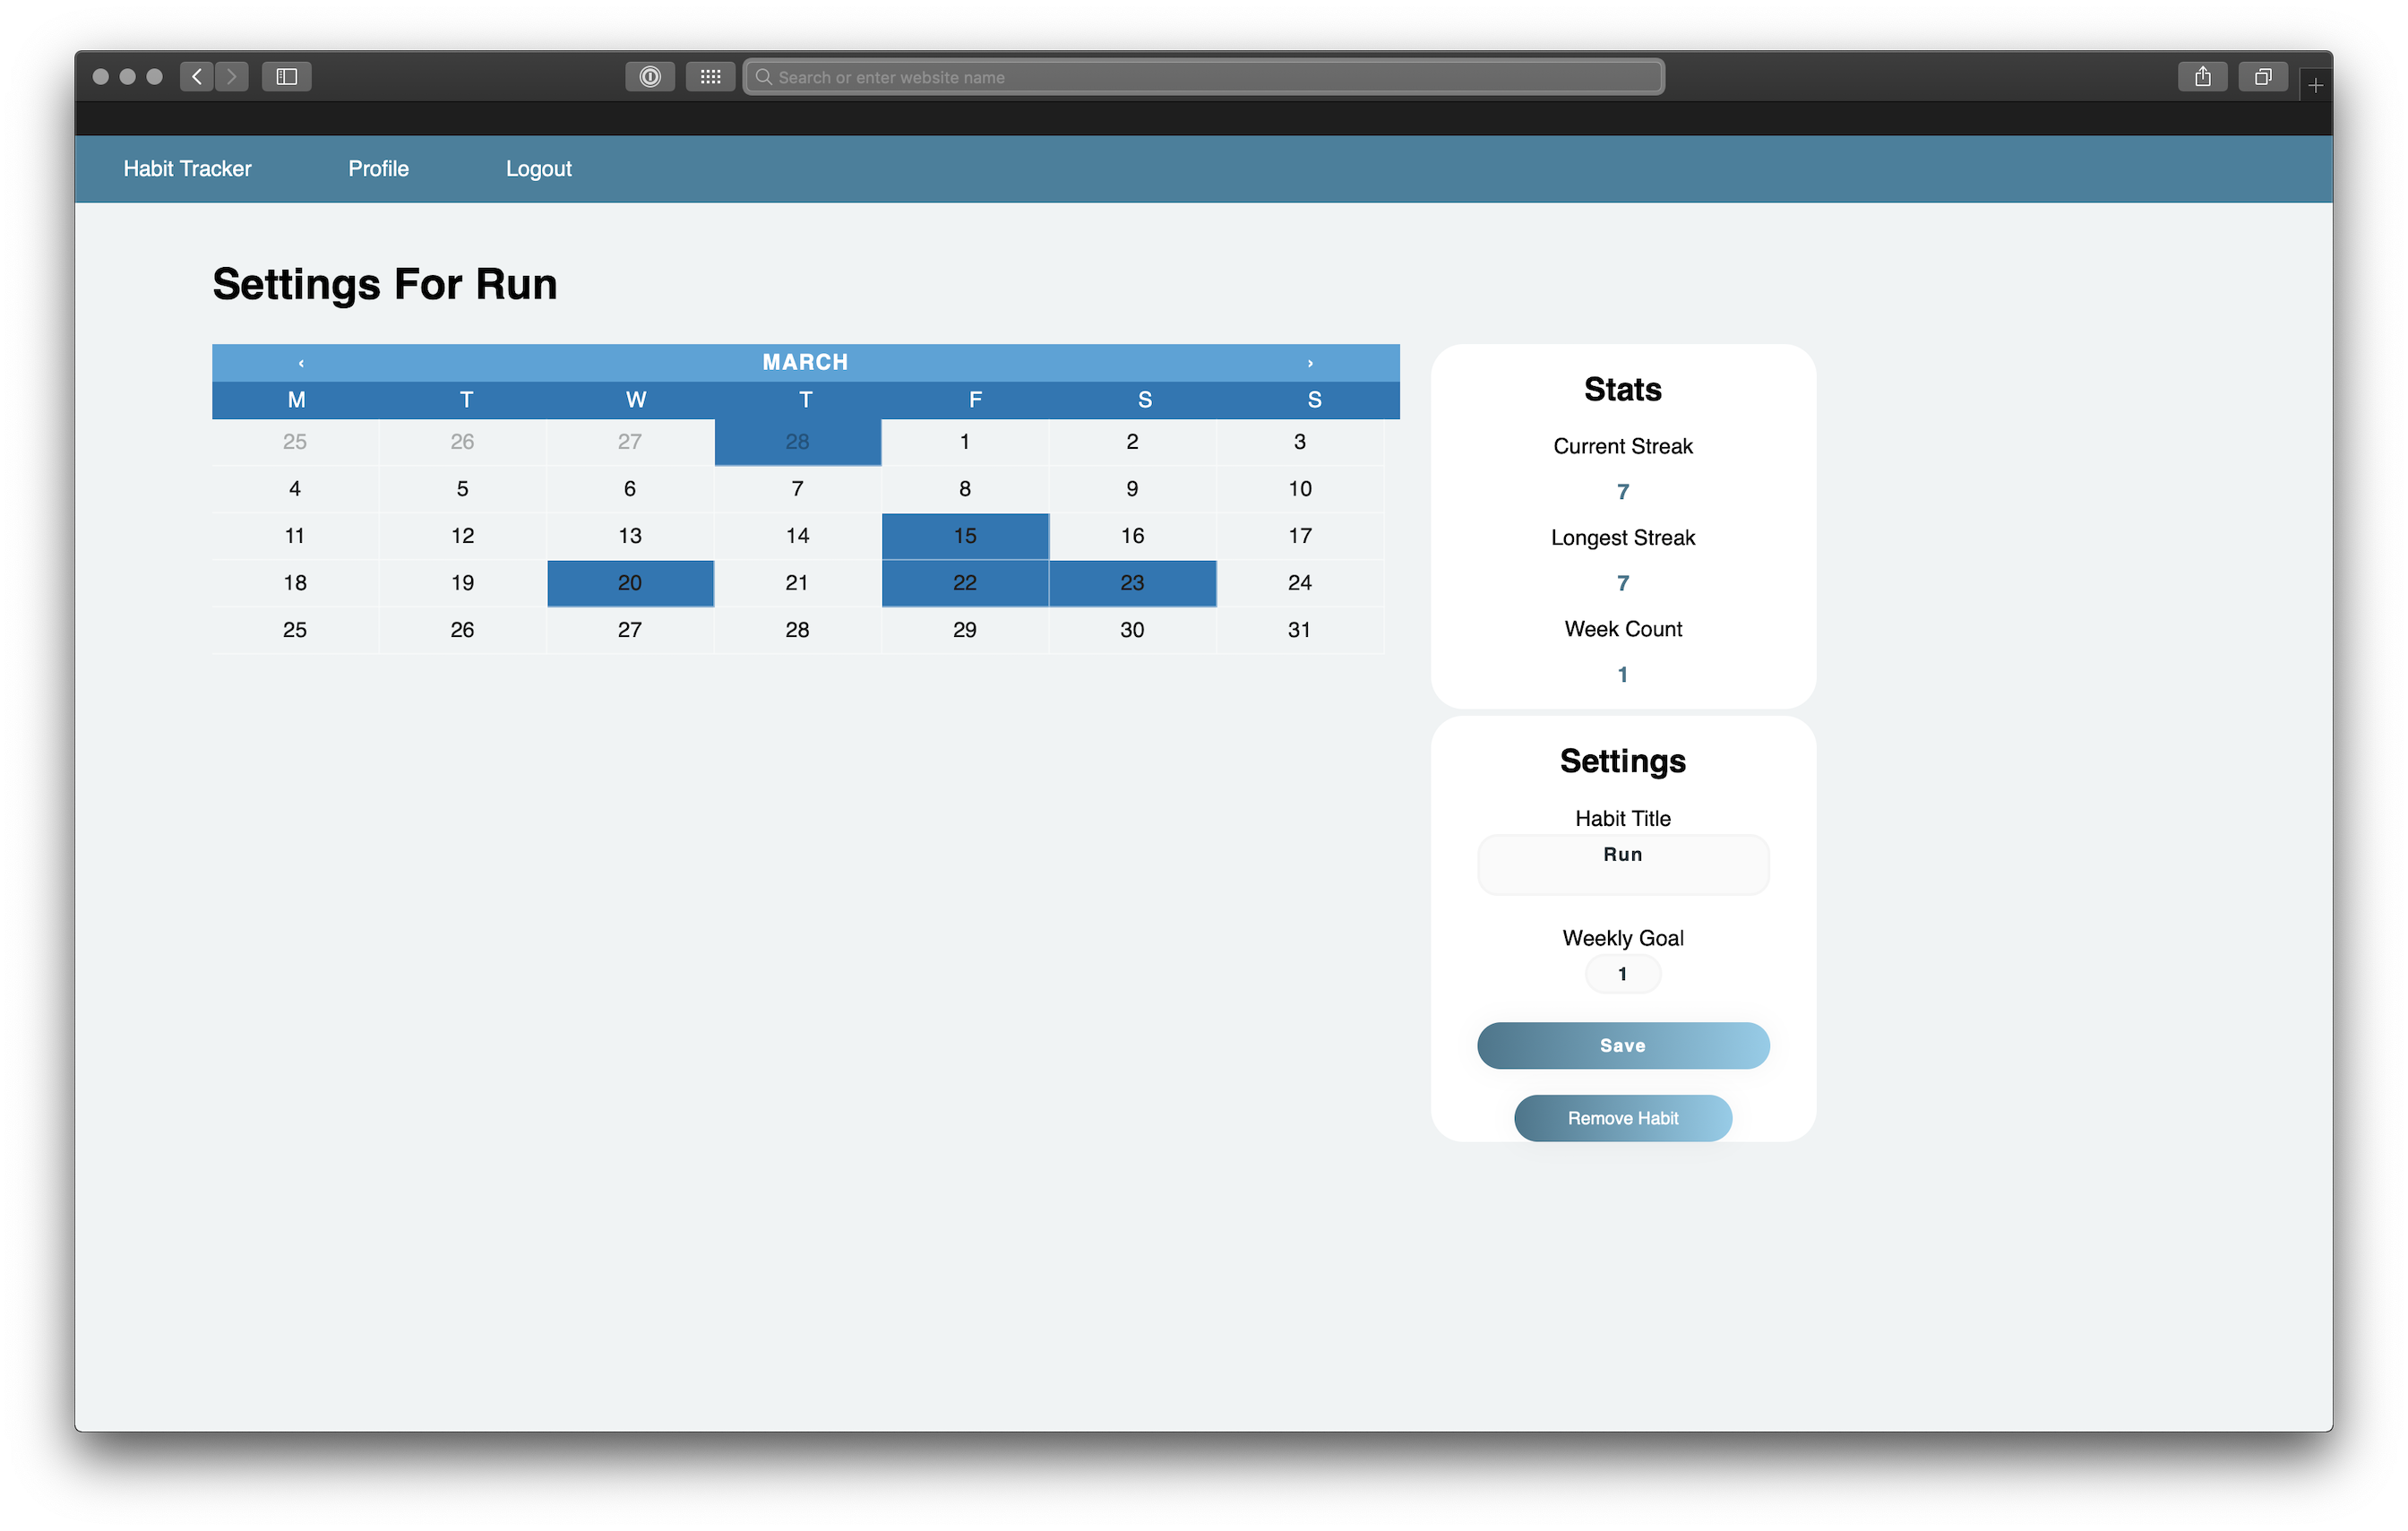 Search or enter website name
Habit Tracker Profile Logout
Settings For Run
‹ MARCH ›
M T W T F S S
25 26 27 28 1 2 3
4 5 6 7 8 9 10
11 12 13 14 15 16 17
18 19 20 21 22 23 24
25 26 27 28 29 30 31
Stats
Current Streak
7
Longest Streak
7
Week Count
1
Settings
Habit Title
Run
Weekly Goal
1
Save
Remove Habit